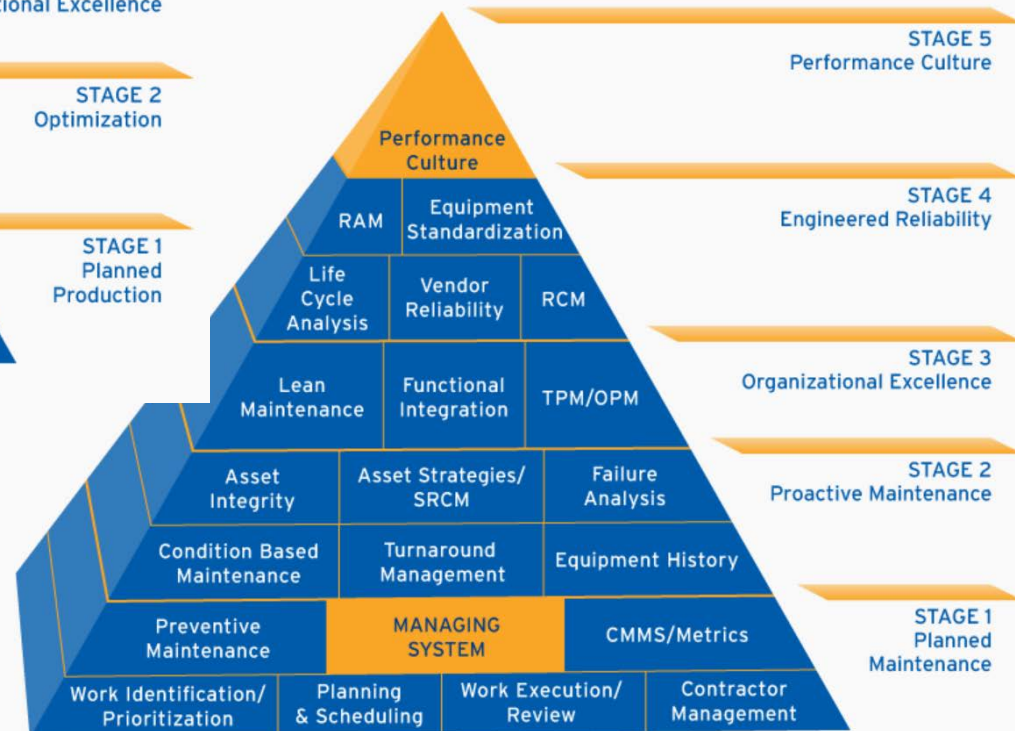 tional Excellence
STAGE 2
Optimization
STAGE 1
Planned
Production
Performance
Culture
RAM
Equipment
Standardization
Life
Cycle
Analysis
Vendor
Reliability
RCM
Lean
Maintenance
Functional
Integration
TPM/OPM
Asset
Integrity
Asset Strategies/
SRCM
Failure
Analysis
Condition Based
Maintenance
Turnaround
Management
Equipment History
Preventive
Maintenance
MANAGING
SYSTEM
CMMS/Metrics
Work Identification/
Prioritization
Planning
& Scheduling
Work Execution/
Review
Contractor
Management
STAGE 5
Performance Culture
STAGE 4
Engineered Reliability
STAGE 3
Organizational Excellence
STAGE 2
Proactive Maintenance
STAGE 1
Planned
Maintenance